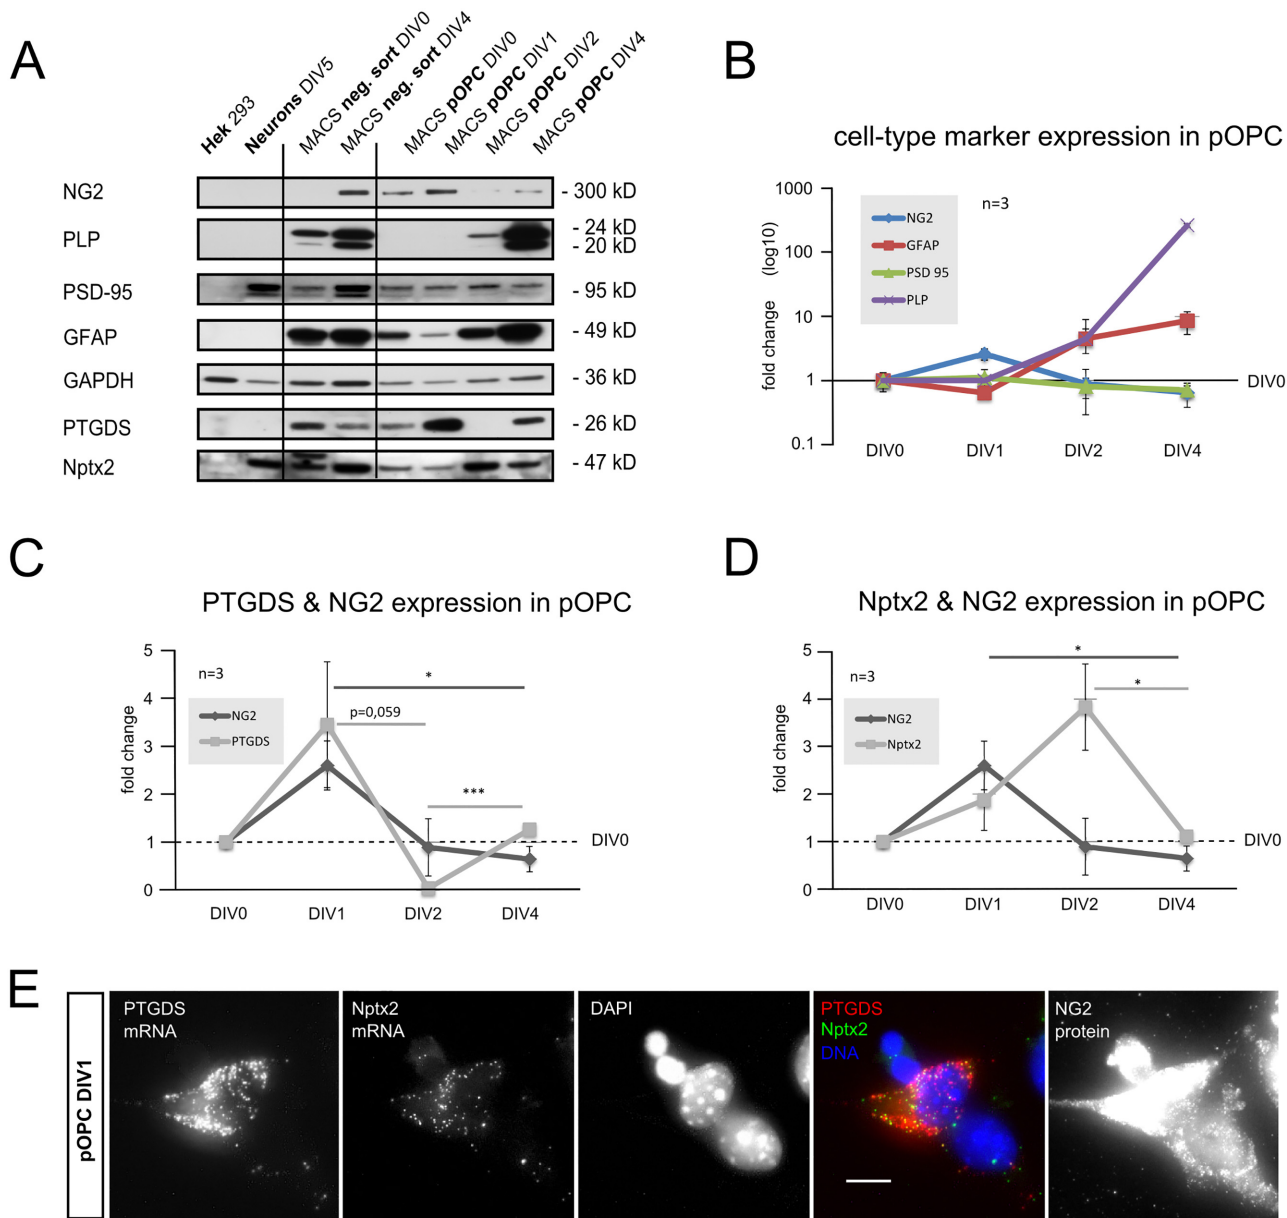 A
Hek 293
Neurons DIV5
MACS neg. sort DIV0
MACS neg. sort DIV4
MACS pOPC DIV0
MACS pOPC DIV1
MACS pOPC DIV2
MACS pOPC DIV4
NG2
- 300 kD
PLP
- 24 kD
- 20 kD
PSD-95
- 95 kD
GFAP
- 49 kD
GAPDH
- 36 kD
PTGDS
- 26 kD
Nptx2
- 47 kD
B
cell-type marker expression in pOPC
fold change (log10)
1000
100
10
1
0.1
n=3
NG2
GFAP
PSD 95
PLP
DIV0
DIV0 DIV1 DIV2 DIV4
C
PTGDS & NG2 expression in pOPC
fold change
5
4
3
2
1
0
n=3
NG2
PTGDS
*
p=0,059
***
DIV0
DIV0 DIV1 DIV2 DIV4
D
Nptx2 & NG2 expression in pOPC
fold change
5
4
3
2
1
0
n=3
NG2
Nptx2
*
*
DIV0
DIV0 DIV1 DIV2 DIV4
E
pOPC DIV1
PTGDS
mRNA
Nptx2
mRNA
DAPI
PTGDS
Nptx2
DNA
NG2
protein